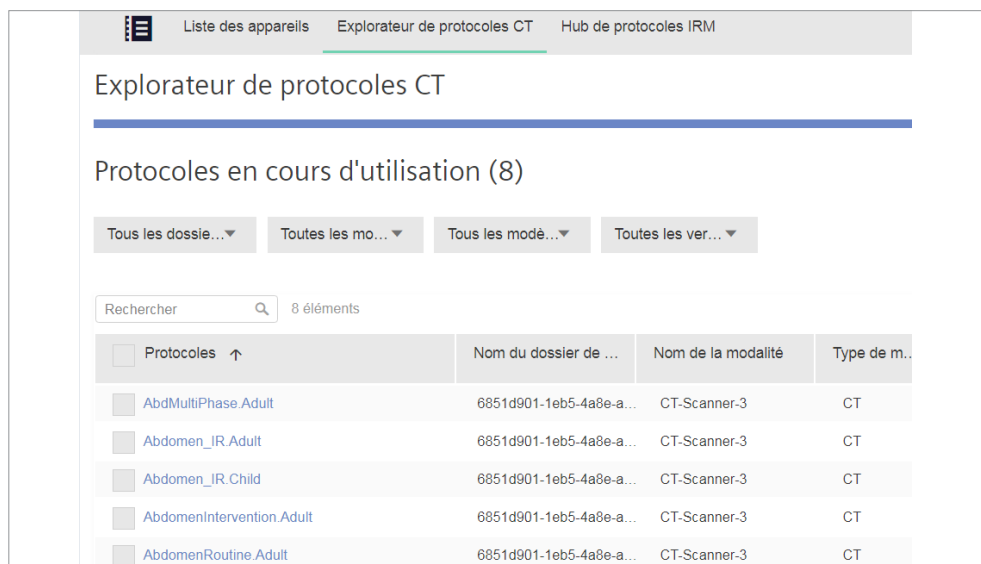 Liste des appareils Explorateur de protocoles CT Hub de protocoles IRM
Explorateur de protocoles CT
Protocoles en cours d'utilisation (8)
Tous les dossie... Toutes les mo... Tous les modè... Toutes les ver...
Rechercher 8 éléments
Protocoles Nom du dossier de ... Nom de la modalité Type de m...
AbdMultiPhase.Adult 6851d901-1eb5-4a8e-a... CT-Scanner-3 CT
Abdomen_IR.Adult 6851d901-1eb5-4a8e-a... CT-Scanner-3 CT
Abdomen_IR.Child 6851d901-1eb5-4a8e-a... CT-Scanner-3 CT
AbdomenIntervention.Adult 6851d901-1eb5-4a8e-a... CT-Scanner-3 CT
AbdomenRoutine.Adult 6851d901-1eb5-4a8e-a... CT-Scanner-3 CT